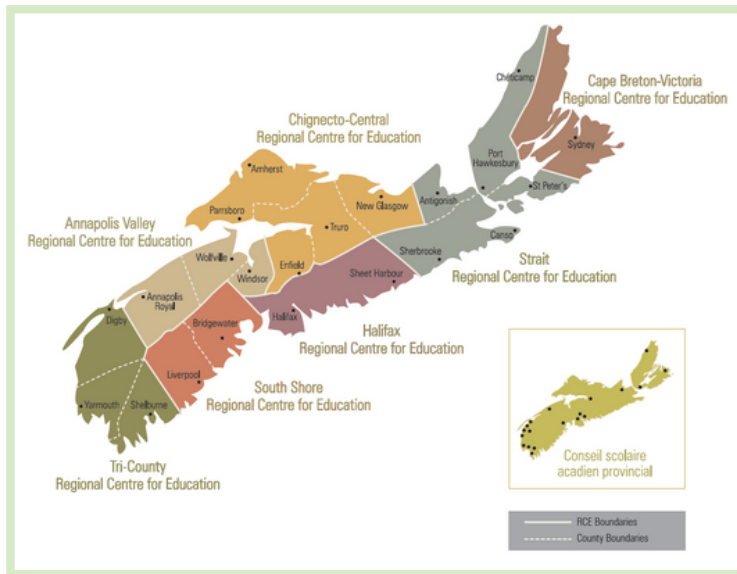 Chéticamp
Cape Breton-Victoria
Regional Centre for Education
Sydney
Chignecto-Central
Regional Centre for Education
Port
Hawkesbury
Amherst
St Peter's
Antigonish
New Glasgow
Parrsboro
Annapolis Valley
Regional Centre for Education
Truro
Canso
Wolfville
Sherbrooke
Strait
Regional Centre for Education
Windsor
Enfield
Sheet Harbour
Annapolis
Royal
Digby
Halifax
Bridgewater
Halifax
Regional Centre for Education
Liverpool
South Shore
Regional Centre for Education
Yarmouth
Shelburne
Tri-County
Regional Centre for Education
Conseil scolaire
acadien provincial
RCE Boundaries
County Boundaries